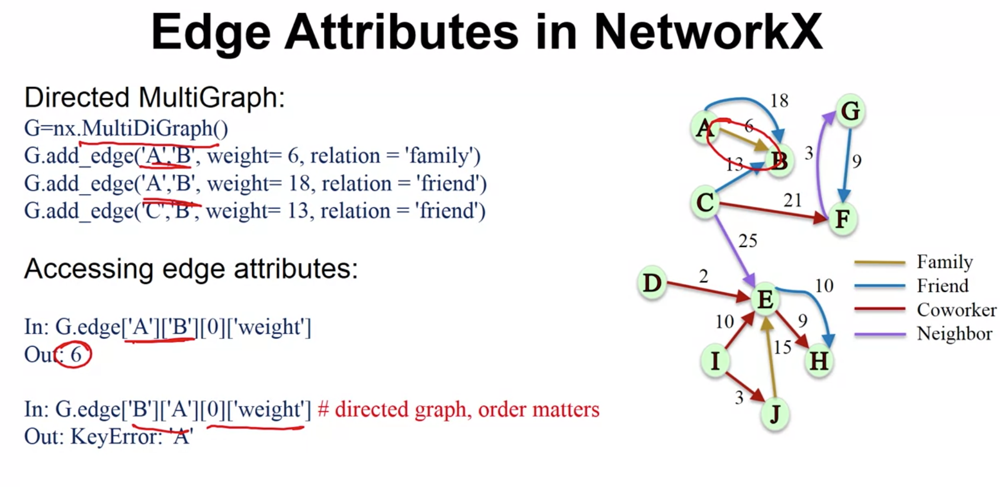 Edge Attributes in NetworkX
Directed MultiGraph:
G=nx.MultiDiGraph()
G.add_edge('A','B', weight= 6, relation = 'family')
G.add_edge('A','B', weight= 18, relation = 'friend')
G.add_edge('C','B', weight= 13, relation = 'friend')
Accessing edge attributes:
In: G.edge['A']['B'][0]['weight']
Out: 6
In: G.edge['B']['A'][0]['weight'] # directed graph, order matters
Out: KeyError: 'A'
18
G
A
6
B
3
9
13
C
21
F
25
D
2
E
10
10
9
15
I
H
3
J
Family
Friend
Coworker
Neighbor